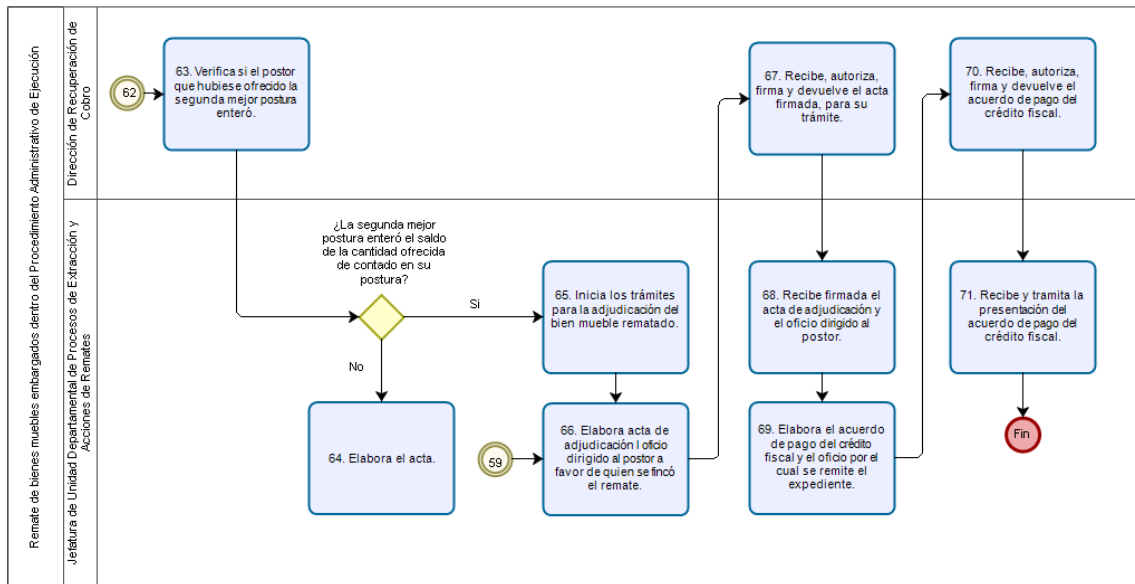 Remate de bienes muebles embargados dentro del Procedimiento Administrativo de Ejecución
Dirección de Recuperación de
Cobro
62
63. Verifica si el postor
que hubiese ofrecido la
segunda mejor postura
enteró.
67. Recibe, autoriza,
firma y devuelve el acta
firmada, para su
trámite.
70. Recibe, autoriza,
firma y devuelve el
acuerdo de pago del
crédito fiscal.
Jefatura de Unidad Departamental de Procesos de Extracción y
Acciones de Remates
¿La segunda mejor
postura enteró el saldo
de la cantidad ofrecida
de contado en su
postura?
Si
No
64. Elabora el acta.
65. Inicia los trámites
para la adjudicación del
bien mueble rematado.
59
66. Elabora acta de
adjudicación l oficio
dirigido al postor a
favor de quien se fincó
el remate.
68. Recibe firmada el
acta de adjudicación y
el oficio dirigido al
postor.
69. Elabora el acuerdo
de pago del crédito
fiscal y el oficio por el
cual se remite el
expediente.
71. Recibe y tramita la
presentación del
acuerdo de pago del
crédito fiscal.
Fin